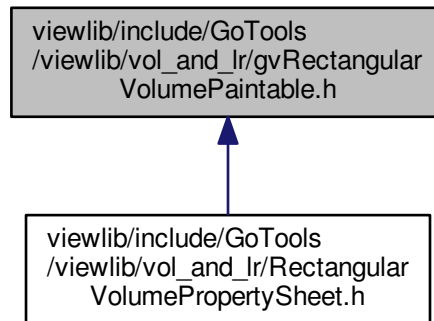 viewlib/include/GoTools
/viewlib/vol_and_lr/gvRectangular
VolumePaintable.h
viewlib/include/GoTools
/viewlib/vol_and_lr/Rectangular
VolumePropertySheet.h